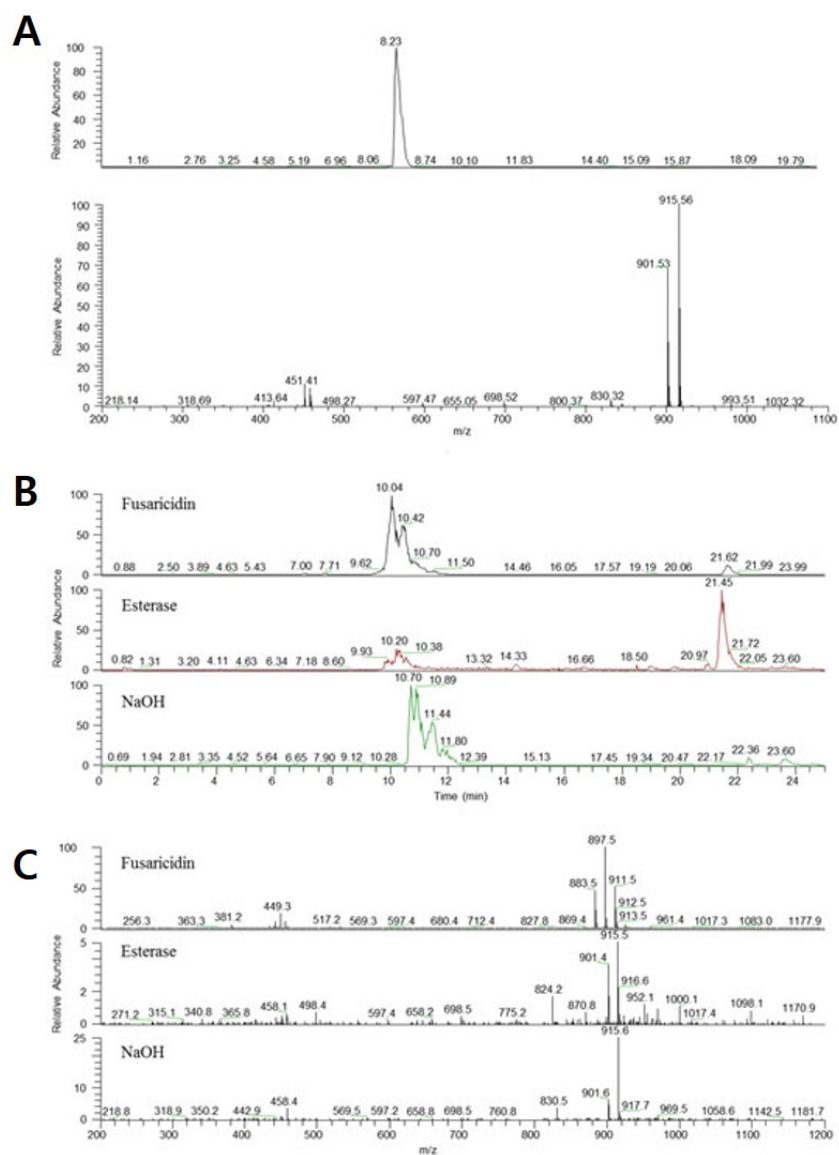 A
Relative Abundance
100
80
60
40
20
8.23
1.16 2.76 3.25 4.58 5.19 6.96 8.06 8.74 10.10 11.83 14.40 15.09 15.87 18.09 19.79
Relative Abundance
100
90
80
70
60
50
40
30
20
10
0
915.56
901.53
451.41
218.14 318.69 413.64 498.27 597.47 655.05 698.52 800.37 830.32 993.51 1032.32
200 300 400 500 600 700 800 900 1000 1100
m/z
B
Fusaricidin
Relative Abundance
100
50
0
10.04
10.42
10.70
0.88 2.50 3.89 4.63 5.43 7.00 7.71 9.62 11.50 14.46 16.05 17.57 19.19 20.06 21.62 21.99 23.99
Esterase
Relative Abundance
100
50
0
21.45
9.93 10.20 10.38
21.72
0.82 1.31 3.20 4.11 4.63 6.34 7.18 8.60 13.32 14.33 16.66 18.50 20.97 22.05 23.60
NaOH
Relative Abundance
100
50
0
10.70 10.89
11.44
11.80
0.69 1.94 2.81 3.35 4.52 5.64 6.65 7.90 9.12 10.28 12.39 15.13 17.45 19.34 20.47 22.17 22.36 23.60
0 2 4 6 8 10 12 14 16 18 20 22 24
Time (min)
C
Fusaricidin
Relative Abundance
100
50
0
897.5
883.5 911.5
912.5
913.5
449.3
256.3 363.3 381.2 517.2 569.3 597.4 680.4 712.4 827.8 869.4 961.4 1017.3 1083.0 1177.9
Esterase
Relative Abundance
5
2
0
915.5
901.4
916.6
824.2
952.1
271.2 315.1 340.8 365.8 458.1 498.4 597.4 658.2 698.5 775.2 870.8 1000.1 1017.4 1098.1 1170.9
NaOH
Relative Abundance
25
10
0
915.6
901.6
917.7
830.5
458.4
218.8 318.9 350.2 442.9 569.5 597.2 658.8 698.5 760.8 969.5 1058.6 1142.5 1181.7
200 300 400 500 600 700 800 900 1000 1100 1200
m/z